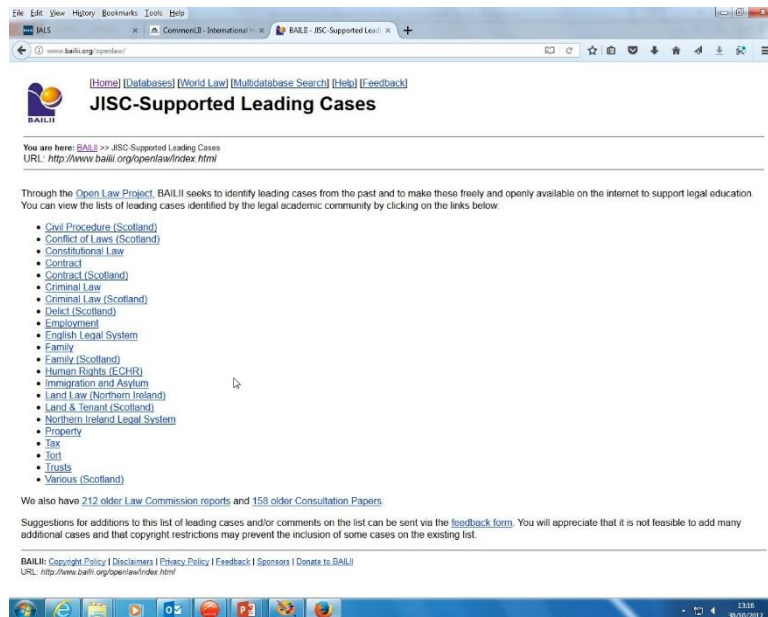 File Edit View History Bookmarks Tools Help
IALS
CommonLII - International
BAILII - JISC-Supported Leadi
www.bailii.org/openlaw/
[Home] [Databases] [World Law] [Multidatabase Search] [Help] [Feedback]
BAILII
JISC-Supported Leading Cases
You are here: BAILII >> JISC-Supported Leading Cases
URL: http://www.bailii.org/openlaw/index.html
Through the Open Law Project, BAILII seeks to identify leading cases from the past and to make these freely and openly available on the internet to support legal education.
You can view the lists of leading cases identified by the legal academic community by clicking on the links below:
• Civil Procedure (Scotland)
• Conflict of Laws (Scotland)
• Constitutional Law
• Contract
• Contract (Scotland)
• Criminal Law
• Criminal Law (Scotland)
• Delict (Scotland)
• Employment
• English Legal System
• Family
• Family (Scotland)
• Human Rights (ECHR)
• Immigration and Asylum
• Land Law (Northern Ireland)
• Land & Tenant (Scotland)
• Northern Ireland Legal System
• Property
• Tax
• Tort
• Trusts
• Various (Scotland)
We also have 212 older Law Commission reports and 158 older Consultation Papers.
Suggestions for additions to this list of leading cases and/or comments on the list can be sent via the feedback form. You will appreciate that it is not feasible to add many
additional cases and that copyright restrictions may prevent the inclusion of some cases on the existing list.
BAILII: Copyright Policy | Disclaimers | Privacy Policy | Feedback | Sponsors | Donate to BAILII
URL: http://www.bailii.org/openlaw/index.html
13:16
30/10/2017